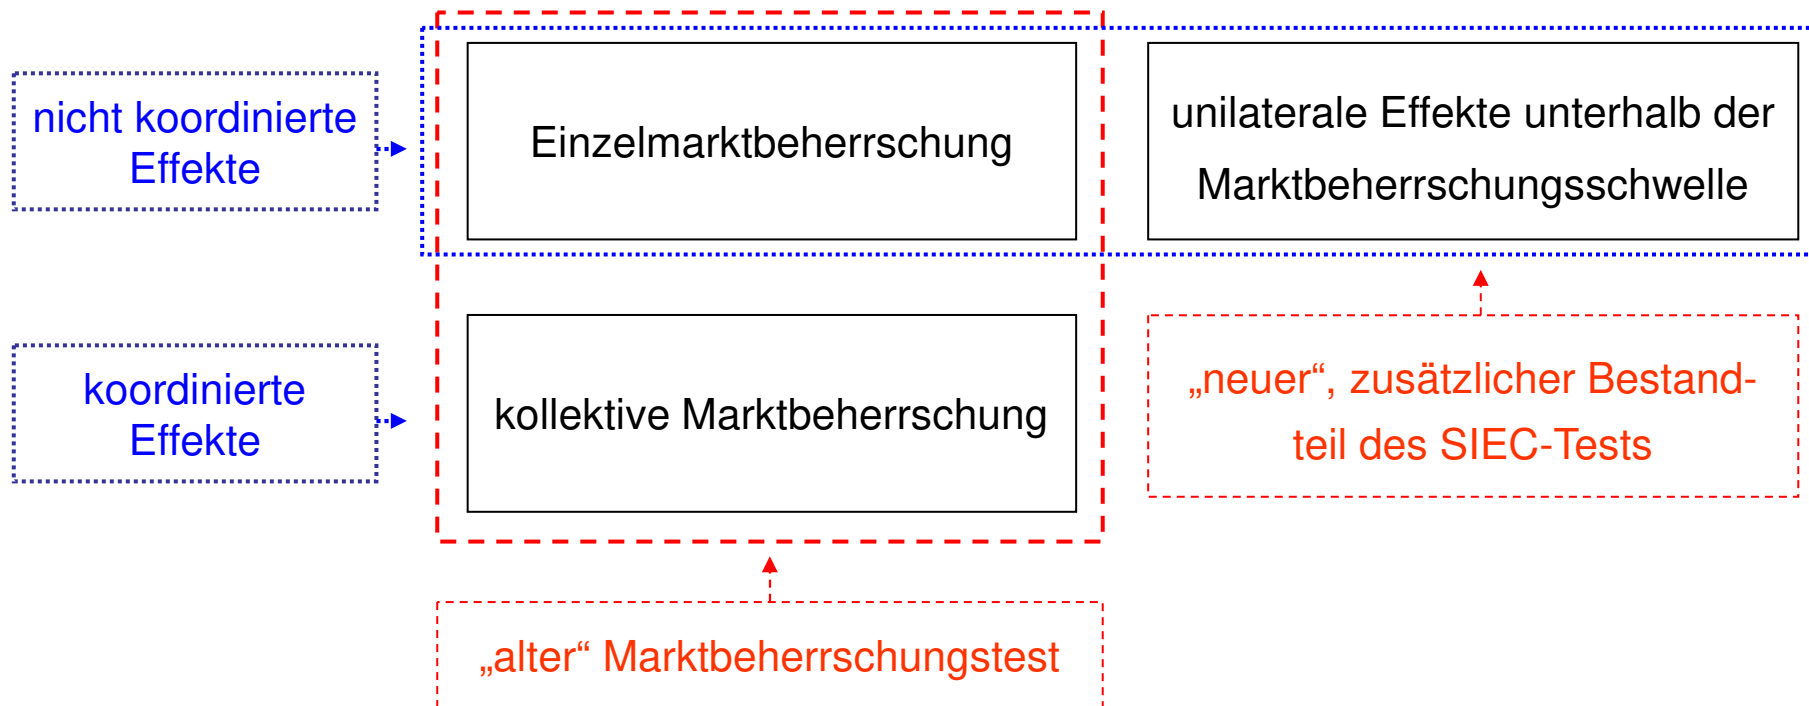 nicht koordinierte
Effekte
Einzelmarktbeherrschung
unilaterale Effekte unterhalb der
Marktbeherrschungsschwelle
koordinierte
Effekte
kollektive Marktbeherrschung
„neuer“, zusätzlicher Bestand-
teil des SIEC-Tests
„alter“ Marktbeherrschungstest